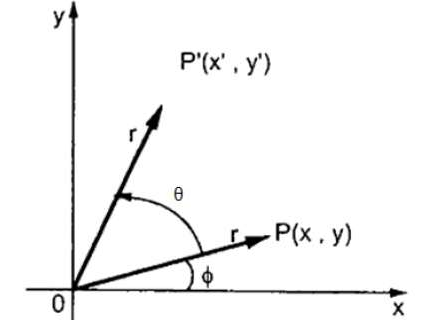 y
P'(x' , y')
r
θ
r
P(x , y)
ϕ
0
x